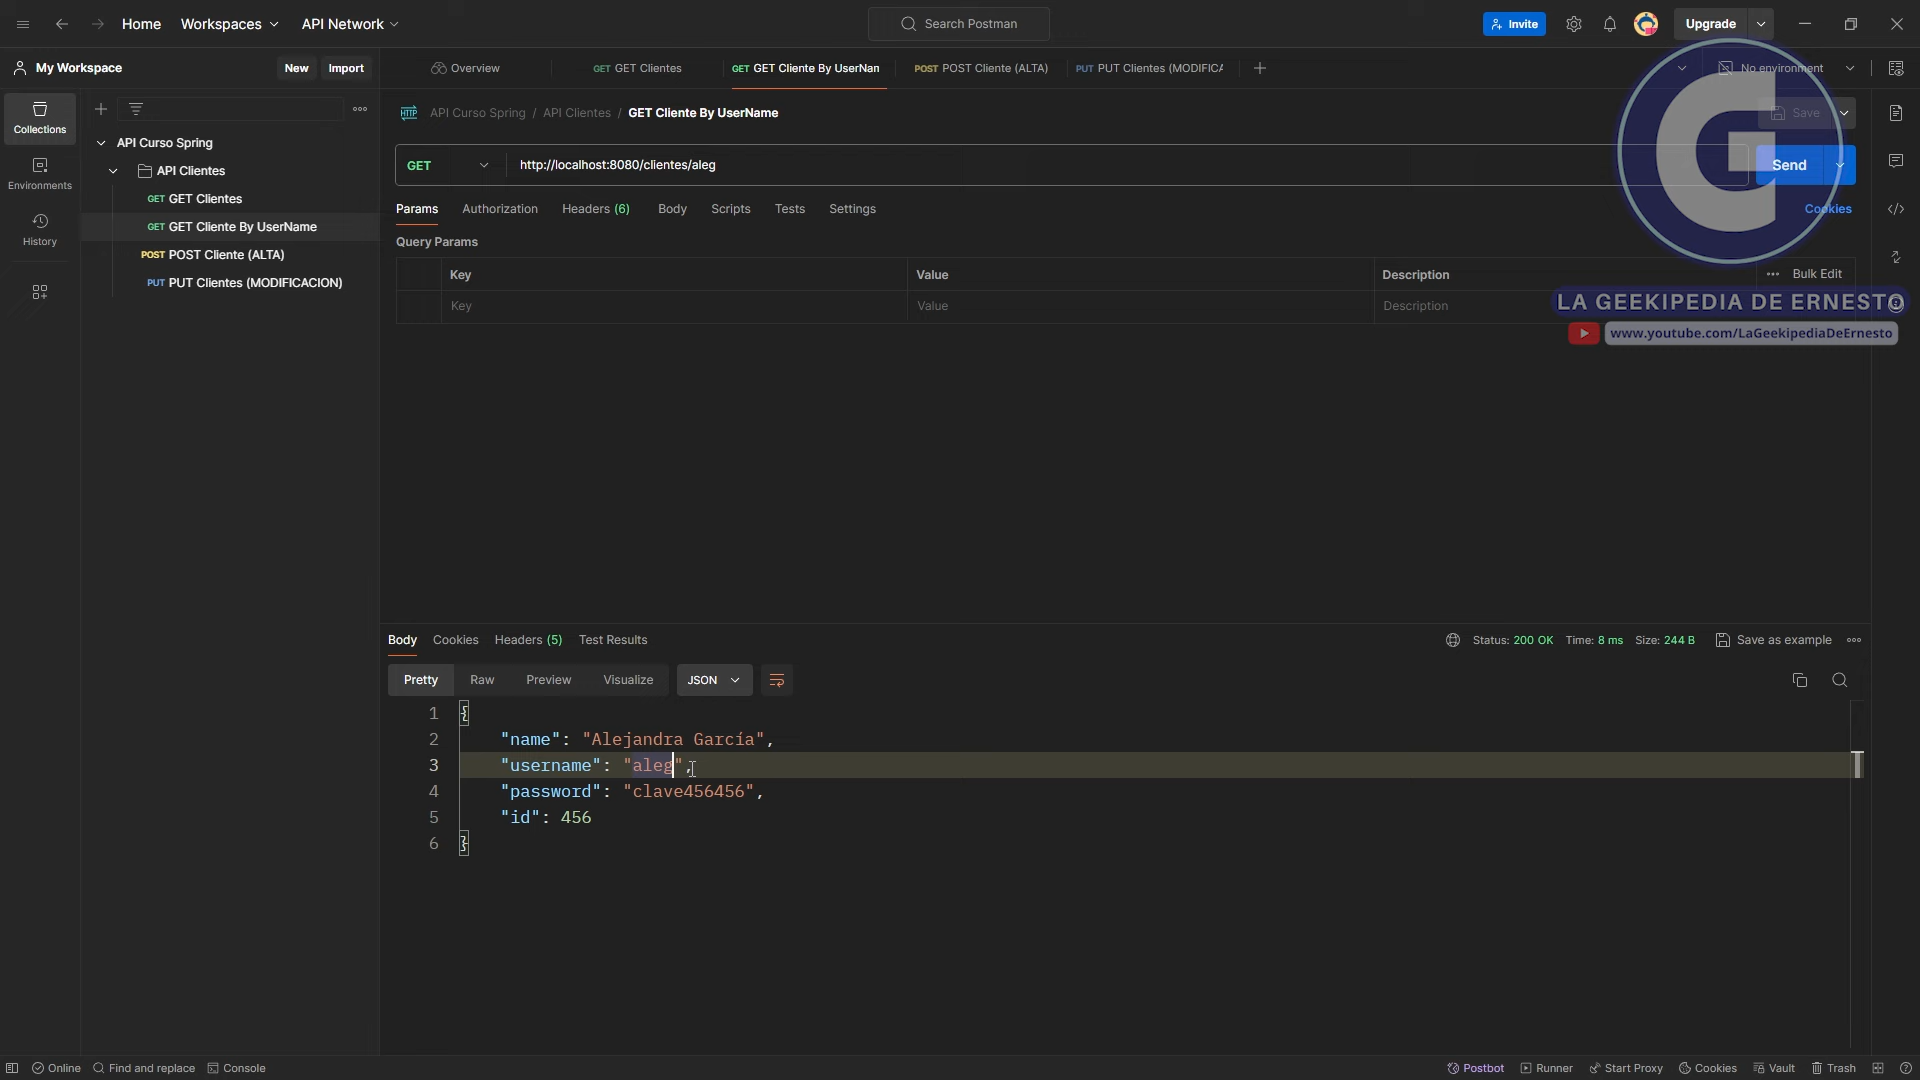 Home Workspaces API Network Search Postman Invite Upgrade
My Workspace New Import Overview GET GET Clientes GET GET Cliente By UserNan POST POST Cliente (ALTA) PUT PUT Clientes (MODIFICA No environment
Collections
Environments
History
API Curso Spring
API Clientes
GET GET Clientes
GET GET Cliente By UserName
POST POST Cliente (ALTA)
PUT PUT Clientes (MODIFICACION)
HTTP API Curso Spring / API Clientes / GET Cliente By UserName Save
GET http://localhost:8080/clientes/aleg Send
Params Authorization Headers (6) Body Scripts Tests Settings Cookies
Query Params
Key Value Description Bulk Edit
Key Value Description
G
LA GEEKIPEDIA DE ERNESTO
www.youtube.com/LaGeekipediaDeErnesto
Body Cookies Headers (5) Test Results Status: 200 OK Time: 8 ms Size: 244 B Save as example
Pretty Raw Preview Visualize JSON
1 {
2 "name": "Alejandra García",
3 "username": "aleg",
4 "password": "clave456456",
5 "id": 456
6 }
Online Find and replace Console Postbot Runner Start Proxy Cookies Vault Trash